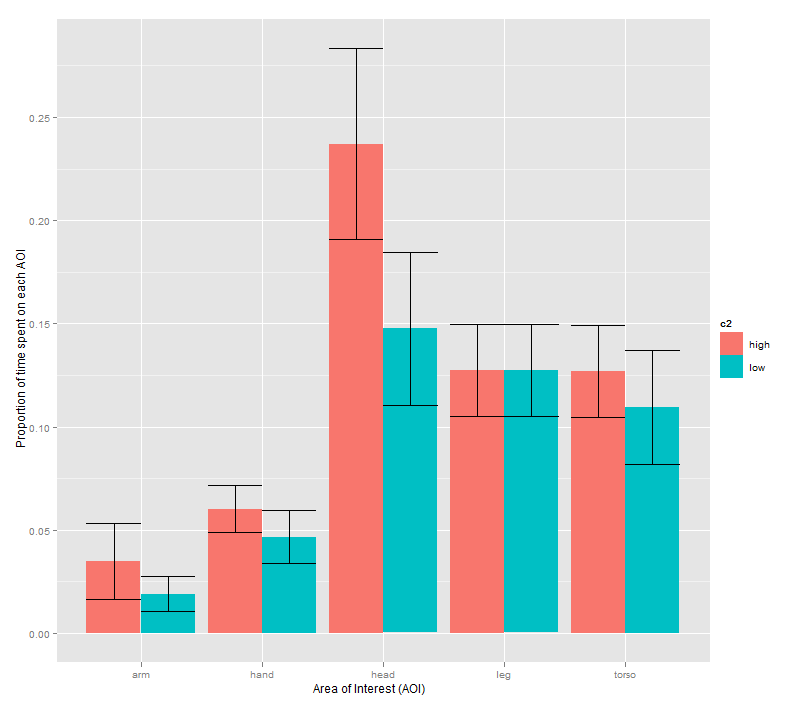 0.25
0.20
0.15
0.10
0.05
0.00
Proportion of time spent on each AOI
arm hand head leg torso
Area of Interest (AOI)
c2
high
low